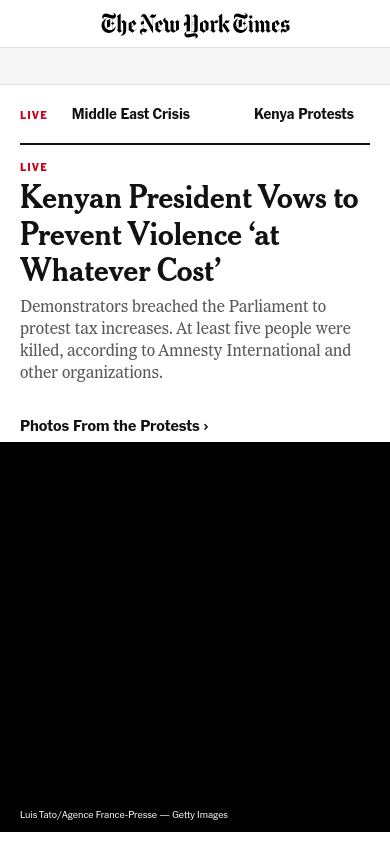 The New York Times
LIVE Middle East Crisis Kenya Protests
LIVE
Kenyan President Vows to
Prevent Violence ‘at
Whatever Cost’
Demonstrators breached the Parliament to
protest tax increases. At least five people were
killed, according to Amnesty International and
other organizations.
Photos From the Protests ›
Luis Tato/Agence France-Presse — Getty Images